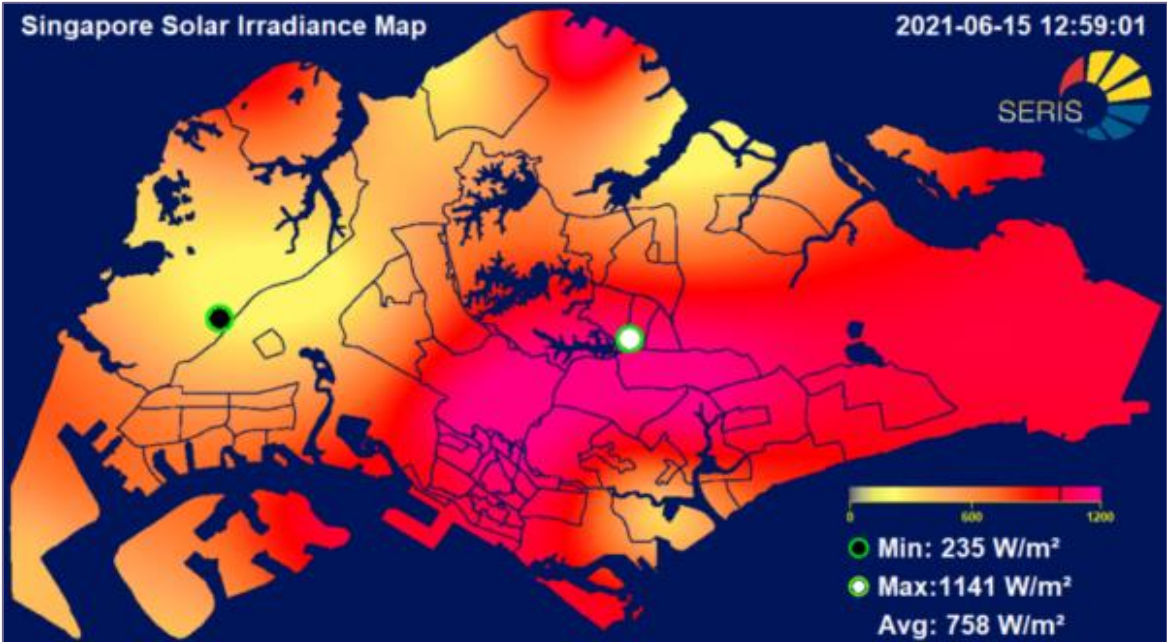 Singapore Solar Irradiance Map
2021-06-15 12:59:01
SERIS
0 600 1200
Min: 235 W/m²
Max:1141 W/m²
Avg: 758 W/m²